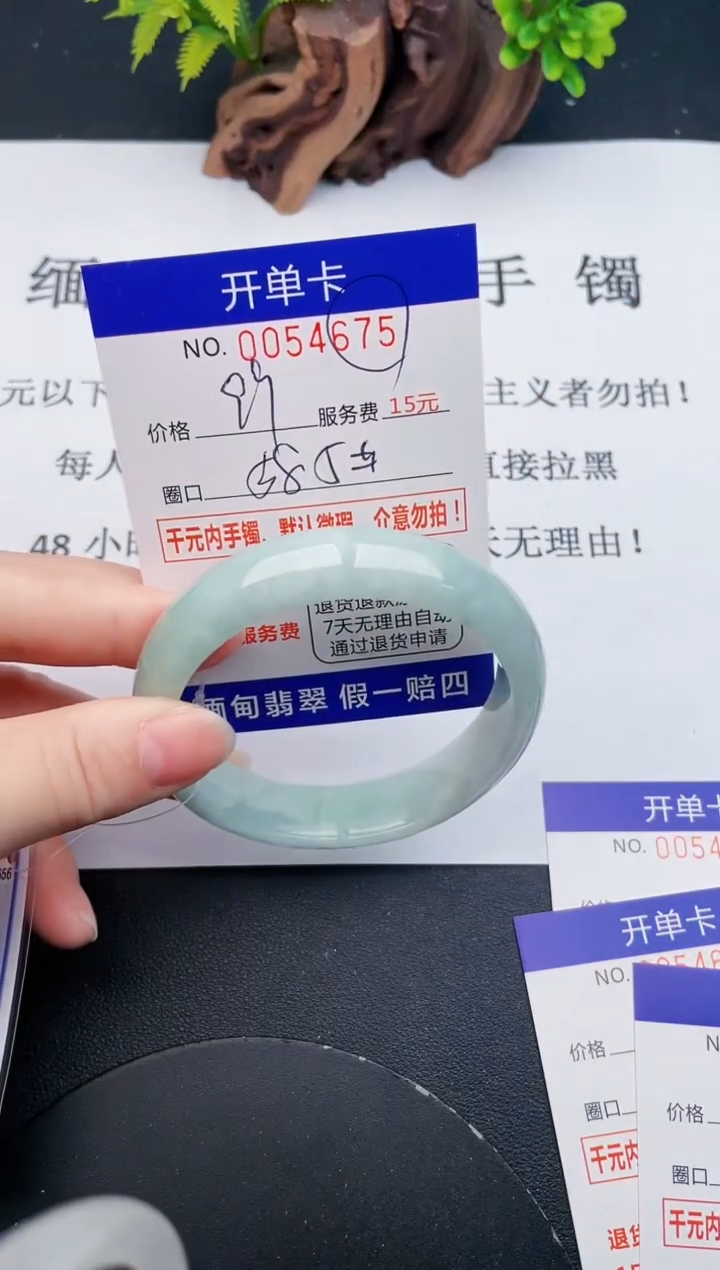 缅 手 镯
元以下 主义者勿拍！
每人 直接拉黑
48 小时 天无理由！
开单卡
NO. 0054675
价格 服务费 15元
圈口
千元内手镯、默认微瑕、介意勿拍！
服务费
退货退款
7天无理由自动
通过退货申请
缅甸翡翠 假一赔四
656
开单卡
NO. 0054
开单卡
NO. 00546
价格
圈口
千元内
退货
N
价格
圈口
千元内